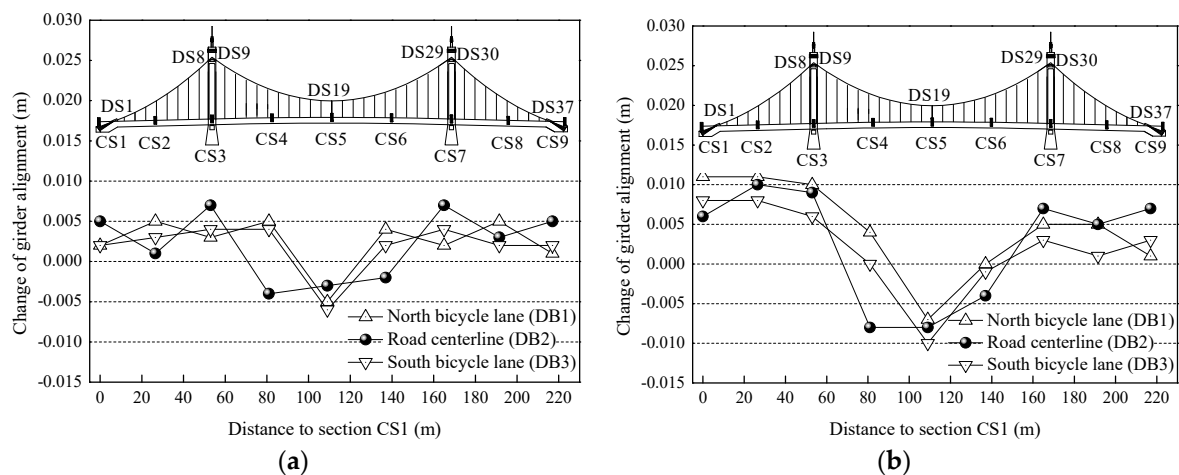 0.030
0.025
0.020
0.015
0.010
0.005
0.000
-0.005
-0.010
-0.015
Change of girder alignment (m)
DS8 DS9 DS29 DS30
DS1 DS19 DS37
CS1 CS2 CS3 CS4 CS5 CS6 CS7 CS8 CS9
North bicycle lane (DB1)
Road centerline (DB2)
South bicycle lane (DB3)
0 20 40 60 80 100 120 140 160 180 200 220
Distance to section CS1 (m)
(a)
0.030
0.025
0.020
0.015
0.010
0.005
0.000
-0.005
-0.010
-0.015
Change of girder alignment (m)
DS8 DS9 DS29 DS30
DS1 DS19 DS37
CS1 CS2 CS3 CS4 CS5 CS6 CS7 CS8 CS9
North bicycle lane (DB1)
Road centerline (DB2)
South bicycle lane (DB3)
0 20 40 60 80 100 120 140 160 180 200 220
Distance to section CS1 (m)
(b)